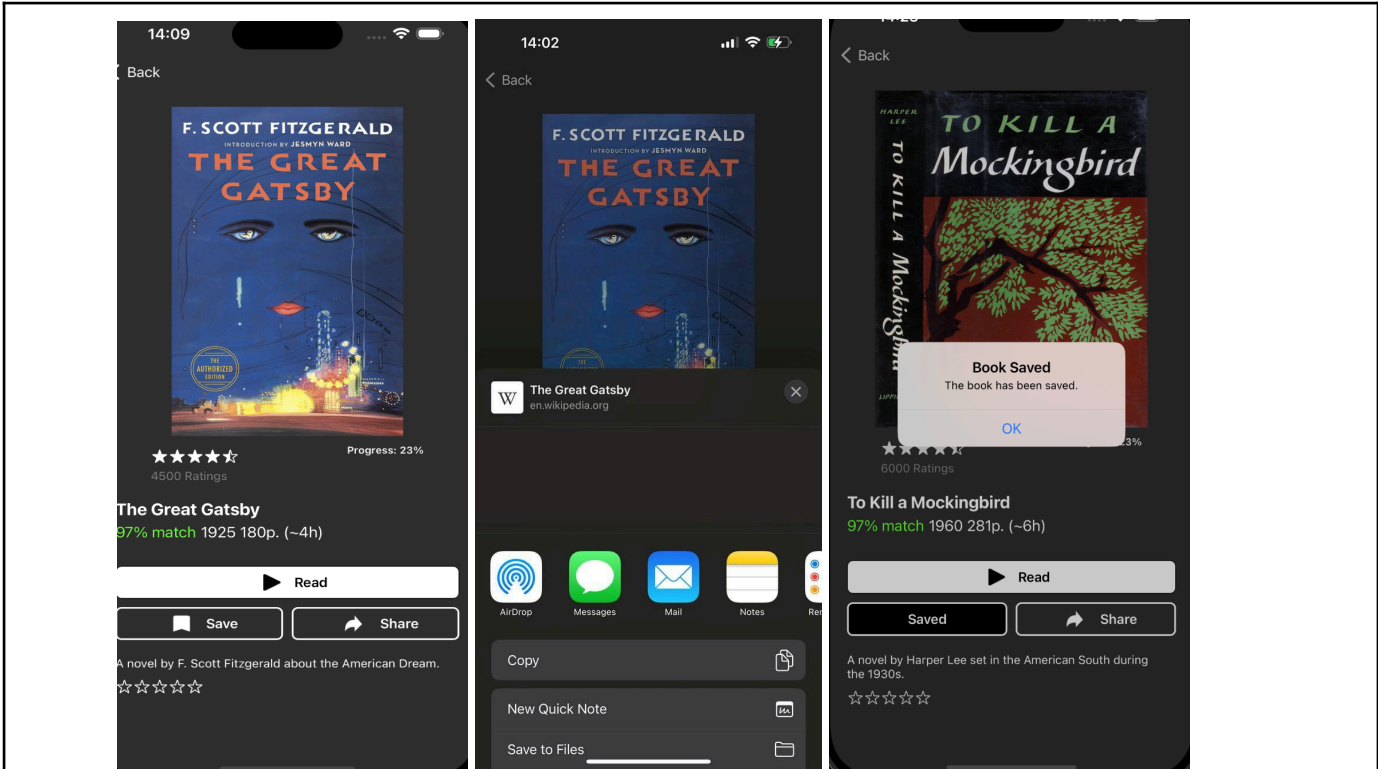 14:09
Back
F. SCOTT FITZGERALD
INTRODUCTION BY JESMYN WARD
THE GREAT
GATSBY
THE
AUTHORIZED
EDITION
Progress: 23%
4500 Ratings
The Great Gatsby
97% match 1925 180p. (~4h)
Read
Save
Share
A novel by F. Scott Fitzgerald about the American Dream.
14:02
Back
F. SCOTT FITZGERALD
INTRODUCTION BY JESMYN WARD
THE GREAT
GATSBY
THE
W
The Great Gatsby
en.wikipedia.org
AirDrop
Messages
Mail
Notes
Copy
New Quick Note
Save to Files
Back
HARPER
LEE
TO KILL A Mockingbird
TO KILL A
Mockingbird
Book Saved
The book has been saved.
OK
6000 Ratings
To Kill a Mockingbird
97% match 1960 281p. (~6h)
Read
Saved
Share
A novel by Harper Lee set in the American South during
the 1930s.